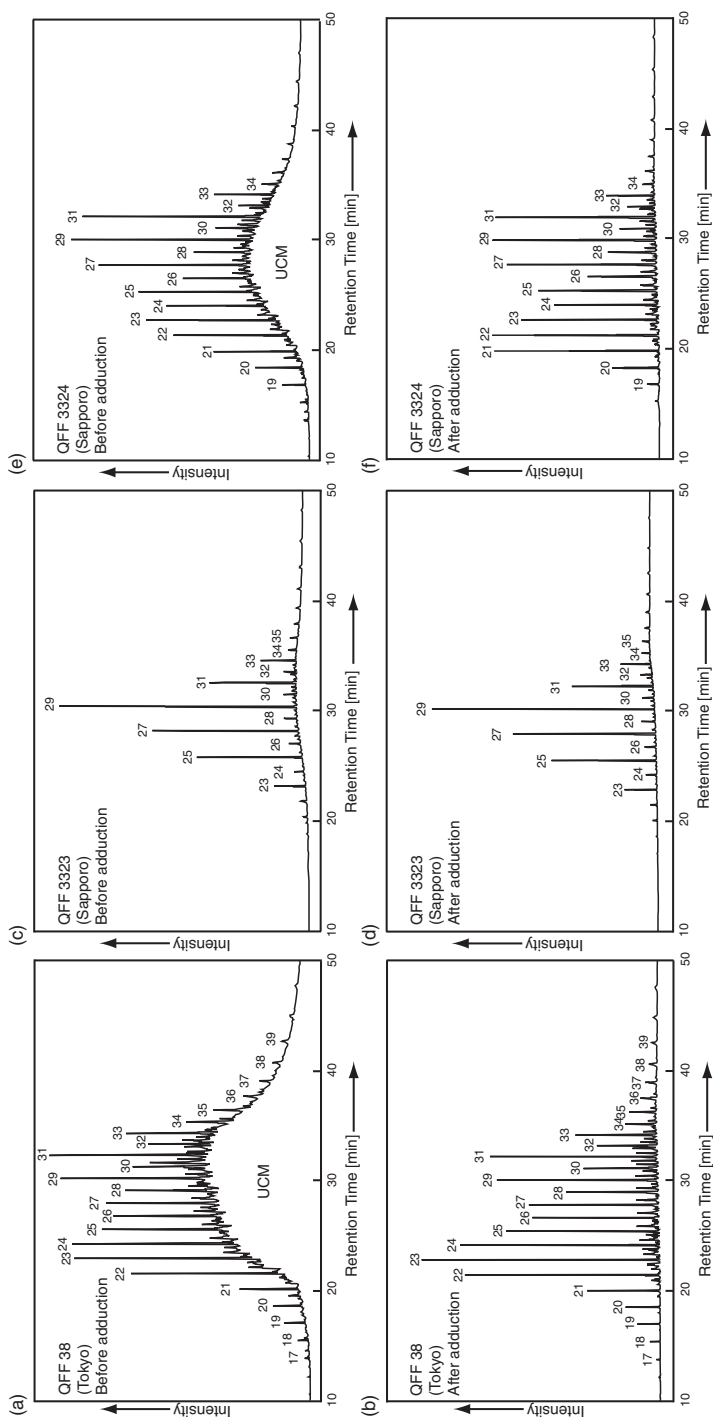 (a)
QFF 38
(Tokyo)
Before adduction
Intensity
17 18 19 20 21 22 23 24 25 26 27 28 29 30 31 32 33 34 35 36 37 38 39
UCM
10 20 30 40 50
Retention Time [min]
(b)
QFF 38
(Tokyo)
After adduction
Intensity
17 18 19 20 21 22 23 24 25 26 27 28 29 30 31 32 33 34 35 36 37 38 39
10 20 30 40 50
Retention Time [min]
(c)
QFF 3323
(Sapporo)
Before adduction
Intensity
23 24 25 26 27 28 29 30 31 32 33 34 35
10 20 30 40 50
Retention Time [min]
(d)
QFF 3323
(Sapporo)
After adduction
Intensity
23 24 25 26 27 28 29 30 31 32 33 34 35
10 20 30 40 50
Retention Time [min]
(e)
QFF 3324
(Sapporo)
Before adduction
Intensity
19 20 21 22 23 24 25 26 27 28 29 30 31 32 33 34
UCM
10 20 30 40 50
Retention Time [min]
(f)
QFF 3324
(Sapporo)
After adduction
Intensity
19 20 21 22 23 24 25 26 27 28 29 30 31 32 33 34
10 20 30 40 50
Retention Time [min]